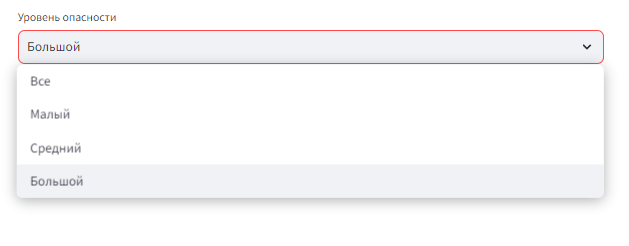 Уровень опасности
Большой
Все
Малый
Средний
Большой